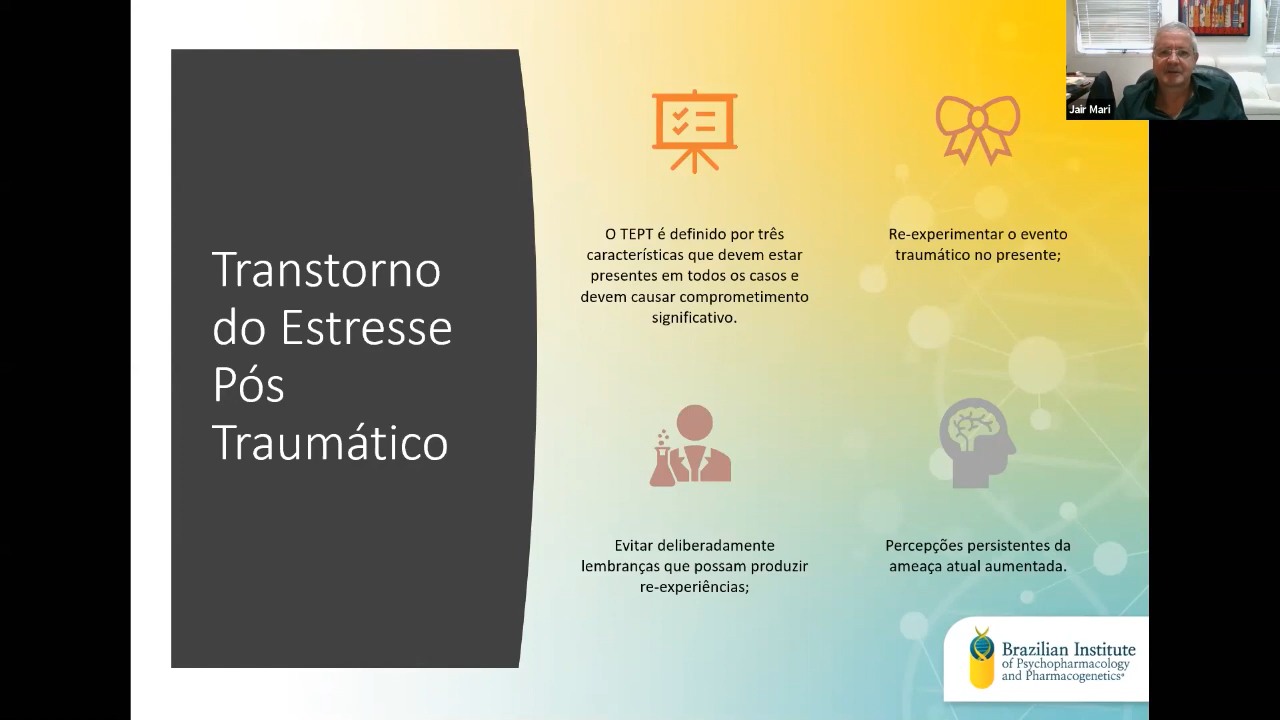 Jair Mari
Transtorno
do Estresse
Pós
Traumático
O TEPT é definido por três
características que devem estar
presentes em todos os casos e
devem causar comprometimento
significativo.
Re-experimentar o evento
traumático no presente;
Evitar deliberadamente
lembranças que possam produzir
re-experiências;
Percepções persistentes da
ameaça atual aumentada.
Brazilian Institute
of Psychopharmacology
and Pharmacogenetics®